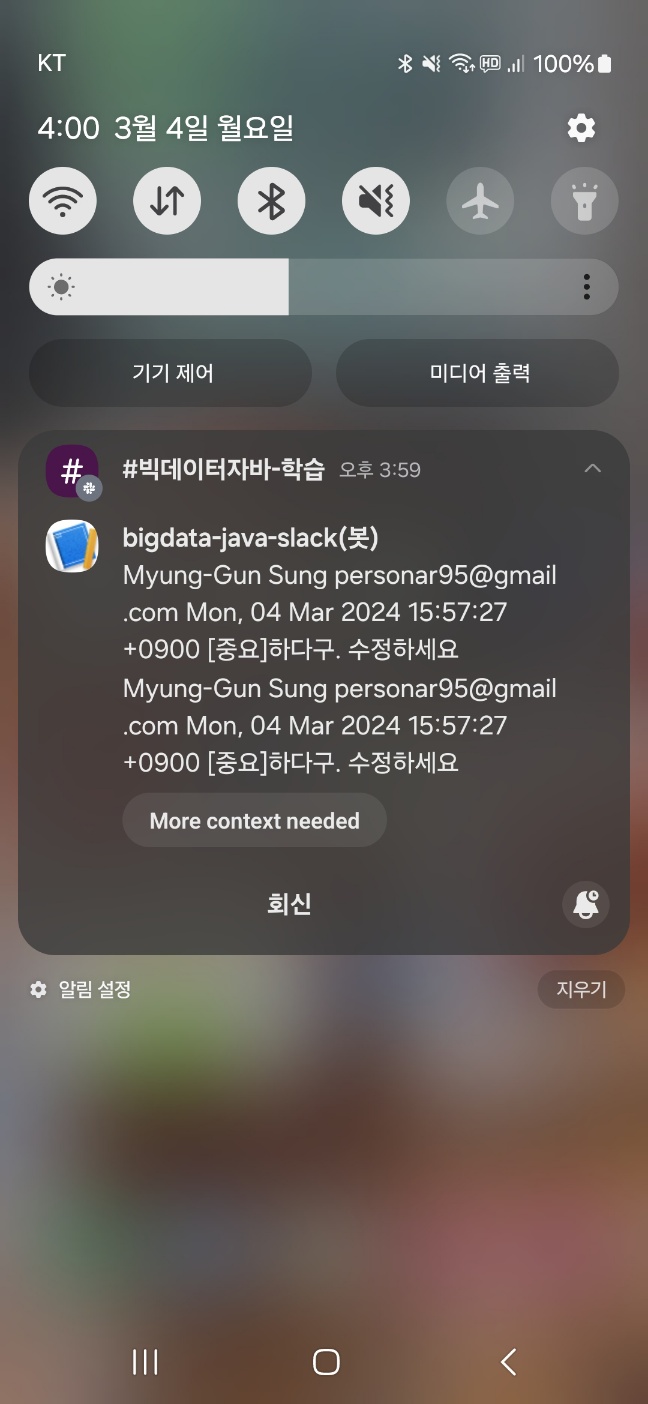 KT HD 100%
4:00 3월 4일 월요일
기기 제어 미디어 출력
#빅데이터자바-학습 오후 3:59
bigdata-java-slack(봇)
Myung-Gun Sung personar95@gmail
.com Mon, 04 Mar 2024 15:57:27
+0900 [중요]하다구. 수정하세요
Myung-Gun Sung personar95@gmail
.com Mon, 04 Mar 2024 15:57:27
+0900 [중요]하다구. 수정하세요
More context needed
회신
알림 설정 지우기